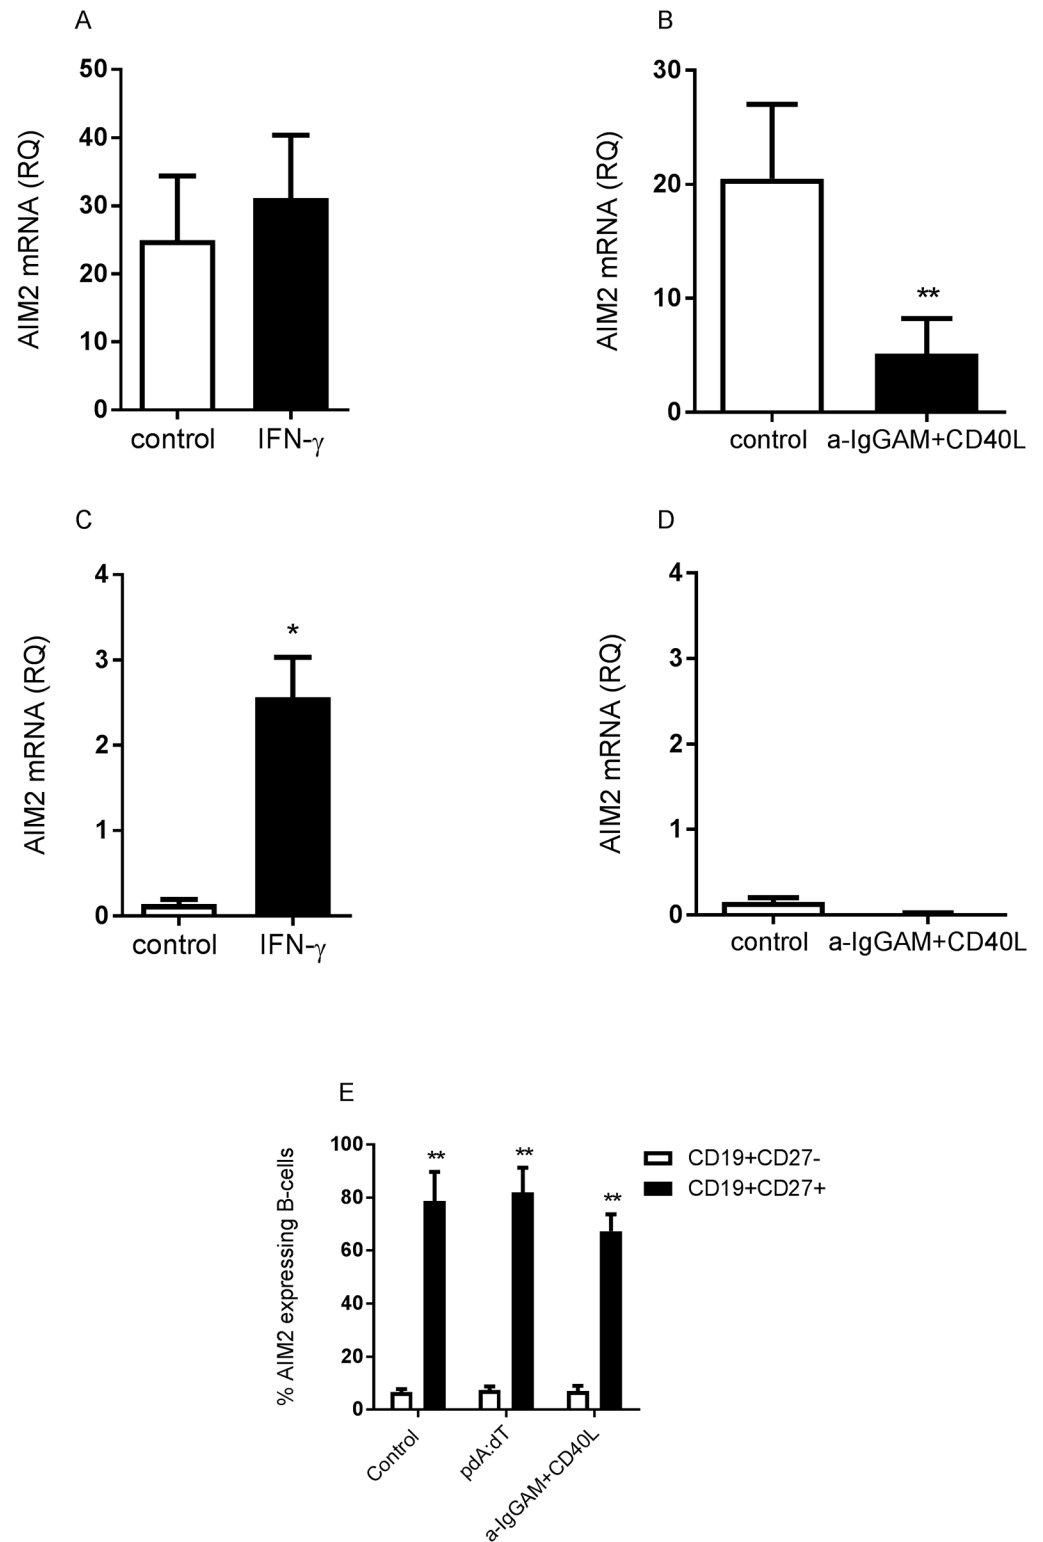 A
AIM2 mRNA (RQ)
50
40
30
20
10
0
control IFN-γ
B
AIM2 mRNA (RQ)
30
20
10
0
**
control a-IgGAM+CD40L
C
AIM2 mRNA (RQ)
4
3
2
1
0
*
control IFN-γ
D
AIM2 mRNA (RQ)
4
3
2
1
0
control a-IgGAM+CD40L
E
% AIM2 expressing B-cells
100
80
60
40
20
0
** ** **
Control
pdA:dT
a-IgGAM+CD40L
CD19+CD27-
CD19+CD27+